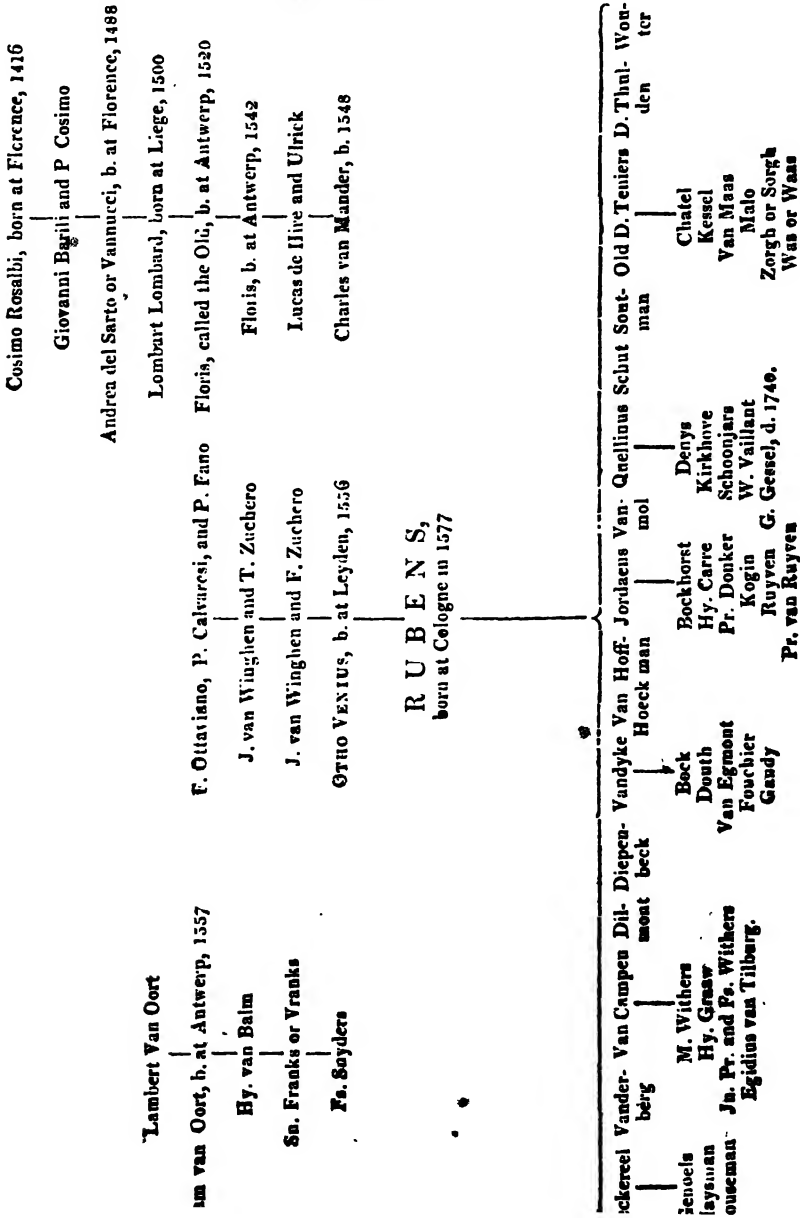 Cosimo Rosalbi, born at Florence, 1416
Giovanni Barili and P Cosimo
Andrea del Sarto or Vannucci, b. at Florence, 1488
Lombart Lombard, born at Liege, 1500
Floris, called the Old, b. at Antwerp, 1520
Floris, b. at Antwerp, 1542
Lucas de Hire and Ulrick
Charles van Mander, b. 1548
F. Ottaviano, P. Calvaresi, and P. Fano
J. van Winghen and T. Zuchero
J. van Winghen and F. Zuchero
OTHO VENIUS, b. at Leyden, 1556
RUBENS,
born at Cologne in 1577
Lambert Van Oort
am van Oort, b. at Antwerp, 1557
Hy. van Balm
Sn. Franks or Vranks
Fs. Snyders
ckereel Vander- Van Campen Dil- Diepen- Vandyke Van Hoff- Jordaens Van- Quellinus Schut Sout- Old D. Teniers D. Thul- Wou-
berg mont beck Hoeck man mol man den ter
ienoels
laysman
ouseman
M. Withers
Hy. Graaw
Jn. Pr. and Fs. Withers
Egidius van Tilburg.
Bock
Douth
Van Egmont
Fouchier
Gandy
Bockhorst
Hy. Carre
Pr. Donker
Kogin
Ruyven
Pr. van Ruyven
Denys
Kirkhove
Schoonjars
W. Vaillant
G. Gessel, d. 1740.
Chatel
Kessel
Van Maas
Malo
Zorgh or Sorgh
Was or Waas